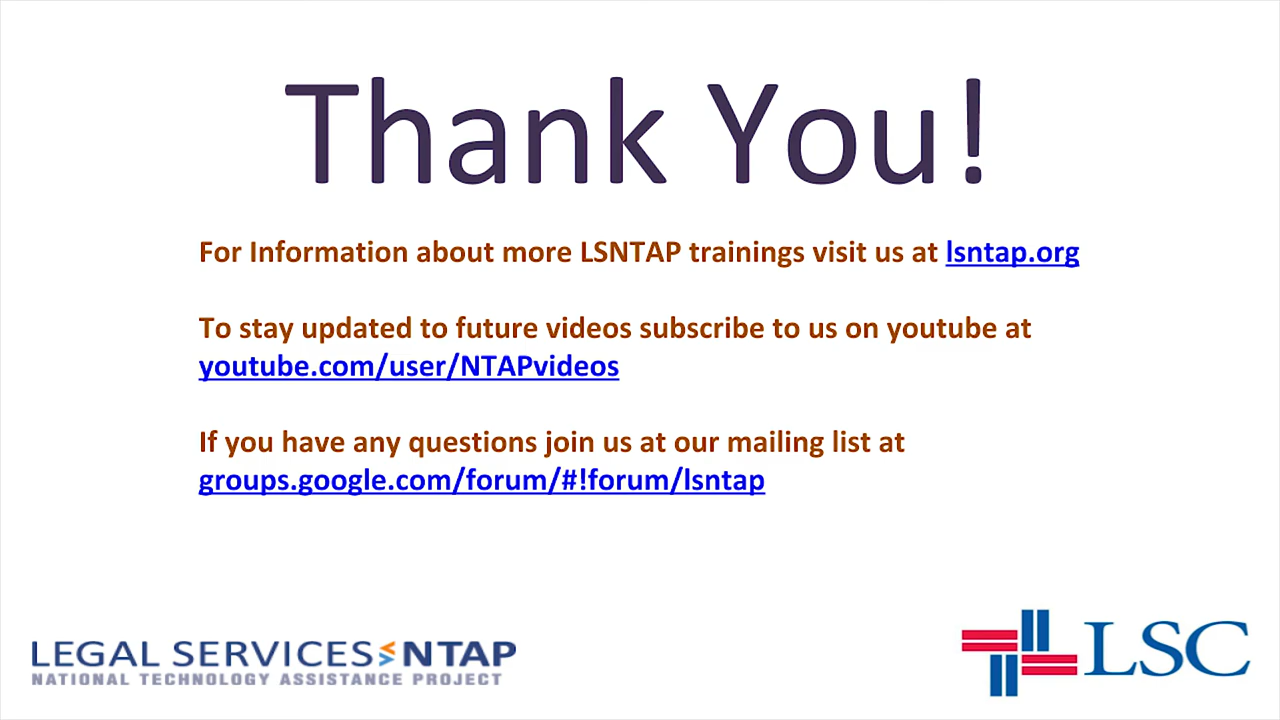 Thank You!
For Information about more LSNTAP trainings visit us at lsntap.org
To stay updated to future videos subscribe to us on youtube at
youtube.com/user/NTAPvideos
If you have any questions join us at our mailing list at
groups.google.com/forum/#!forum/lsntap
LEGAL SERVICES NTAP
NATIONAL TECHNOLOGY ASSISTANCE PROJECT
LSC